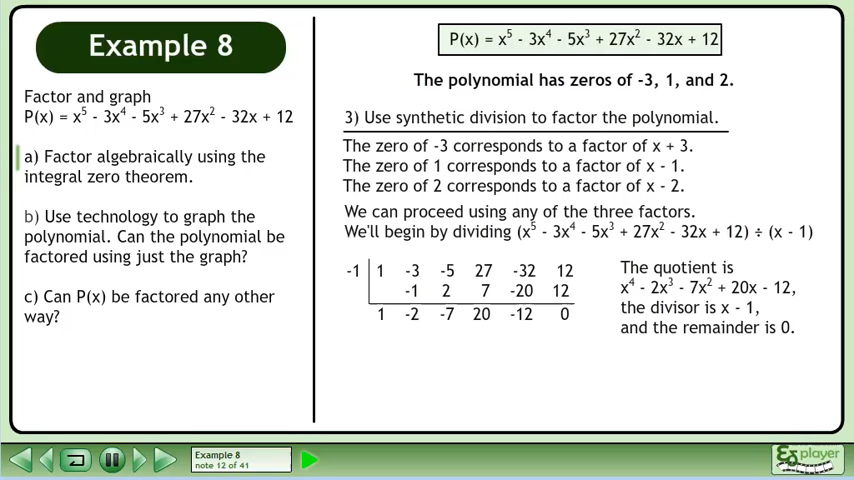 Example 8
Factor and graph
P(x) = x⁵ - 3x⁴ - 5x³ + 27x² - 32x + 12
a) Factor algebraically using the
integral zero theorem.
b) Use technology to graph the
polynomial. Can the polynomial be
factored using just the graph?
c) Can P(x) be factored any other
way?
P(x) = x⁵ - 3x⁴ - 5x³ + 27x² - 32x + 12
The polynomial has zeros of -3, 1, and 2.
3) Use synthetic division to factor the polynomial.
The zero of -3 corresponds to a factor of x + 3.
The zero of 1 corresponds to a factor of x - 1.
The zero of 2 corresponds to a factor of x - 2.
We can proceed using any of the three factors.
We'll begin by dividing (x⁵ - 3x⁴ - 5x³ + 27x² - 32x + 12) ÷ (x - 1)
-1 1 -3 -5 27 -32 12
-1 2 7 -20 12
1 -2 -7 20 -12 0
The quotient is
x⁴ - 2x³ - 7x² + 20x - 12,
the divisor is x - 1,
and the remainder is 0.
Example 8
note 12 of 41
player